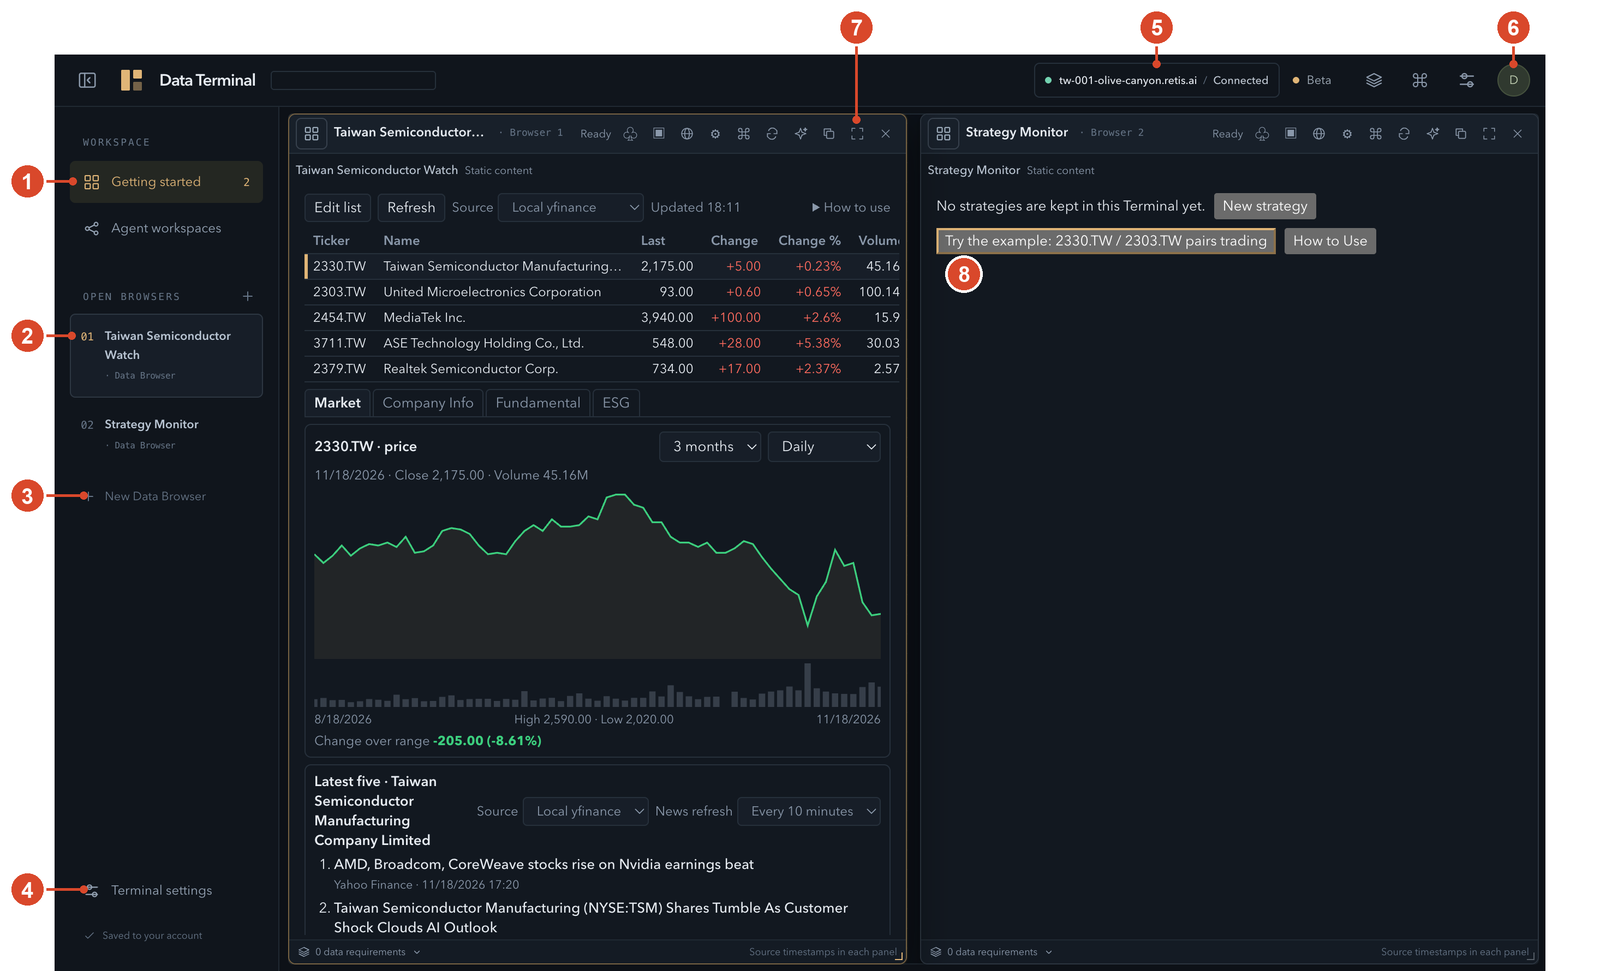 7
5
6
Data Terminal
tw-001-olive-canyon.retis.ai / Connected
Beta
D
WORKSPACE
1
Getting started 2
Agent workspaces
OPEN BROWSERS +
2
01 Taiwan Semiconductor
Watch
· Data Browser
02 Strategy Monitor
· Data Browser
3
+ New Data Browser
4
Terminal settings
Saved to your account
Taiwan Semiconductor... · Browser 1 Ready
Taiwan Semiconductor Watch Static content
Edit list Refresh Source Local yfinance Updated 18:11 ▶ How to use
Ticker Name Last Change Change % Volum
2330.TW Taiwan Semiconductor Manufacturing... 2,175.00 +5.00 +0.23% 45.16
2303.TW United Microelectronics Corporation 93.00 +0.60 +0.65% 100.14
2454.TW MediaTek Inc. 3,940.00 +100.00 +2.6% 15.9
3711.TW ASE Technology Holding Co., Ltd. 548.00 +28.00 +5.38% 30.03
2379.TW Realtek Semiconductor Corp. 734.00 +17.00 +2.37% 2.57
Market Company Info Fundamental ESG
2330.TW · price 3 months Daily
11/18/2026 · Close 2,175.00 · Volume 45.16M
8/18/2026 High 2,590.00 · Low 2,020.00 11/18/2026
Change over range -205.00 (-8.61%)
Latest five · Taiwan
Semiconductor
Manufacturing
Company Limited
Source Local yfinance News refresh Every 10 minutes
1. AMD, Broadcom, CoreWeave stocks rise on Nvidia earnings beat
Yahoo Finance · 11/18/2026 17:20
2. Taiwan Semiconductor Manufacturing (NYSE:TSM) Shares Tumble As Customer
Shock Clouds AI Outlook
0 data requirements Source timestamps in each panel
Strategy Monitor · Browser 2 Ready
Strategy Monitor Static content
No strategies are kept in this Terminal yet. New strategy
Try the example: 2330.TW / 2303.TW pairs trading How to Use
8
0 data requirements Source timestamps in each panel